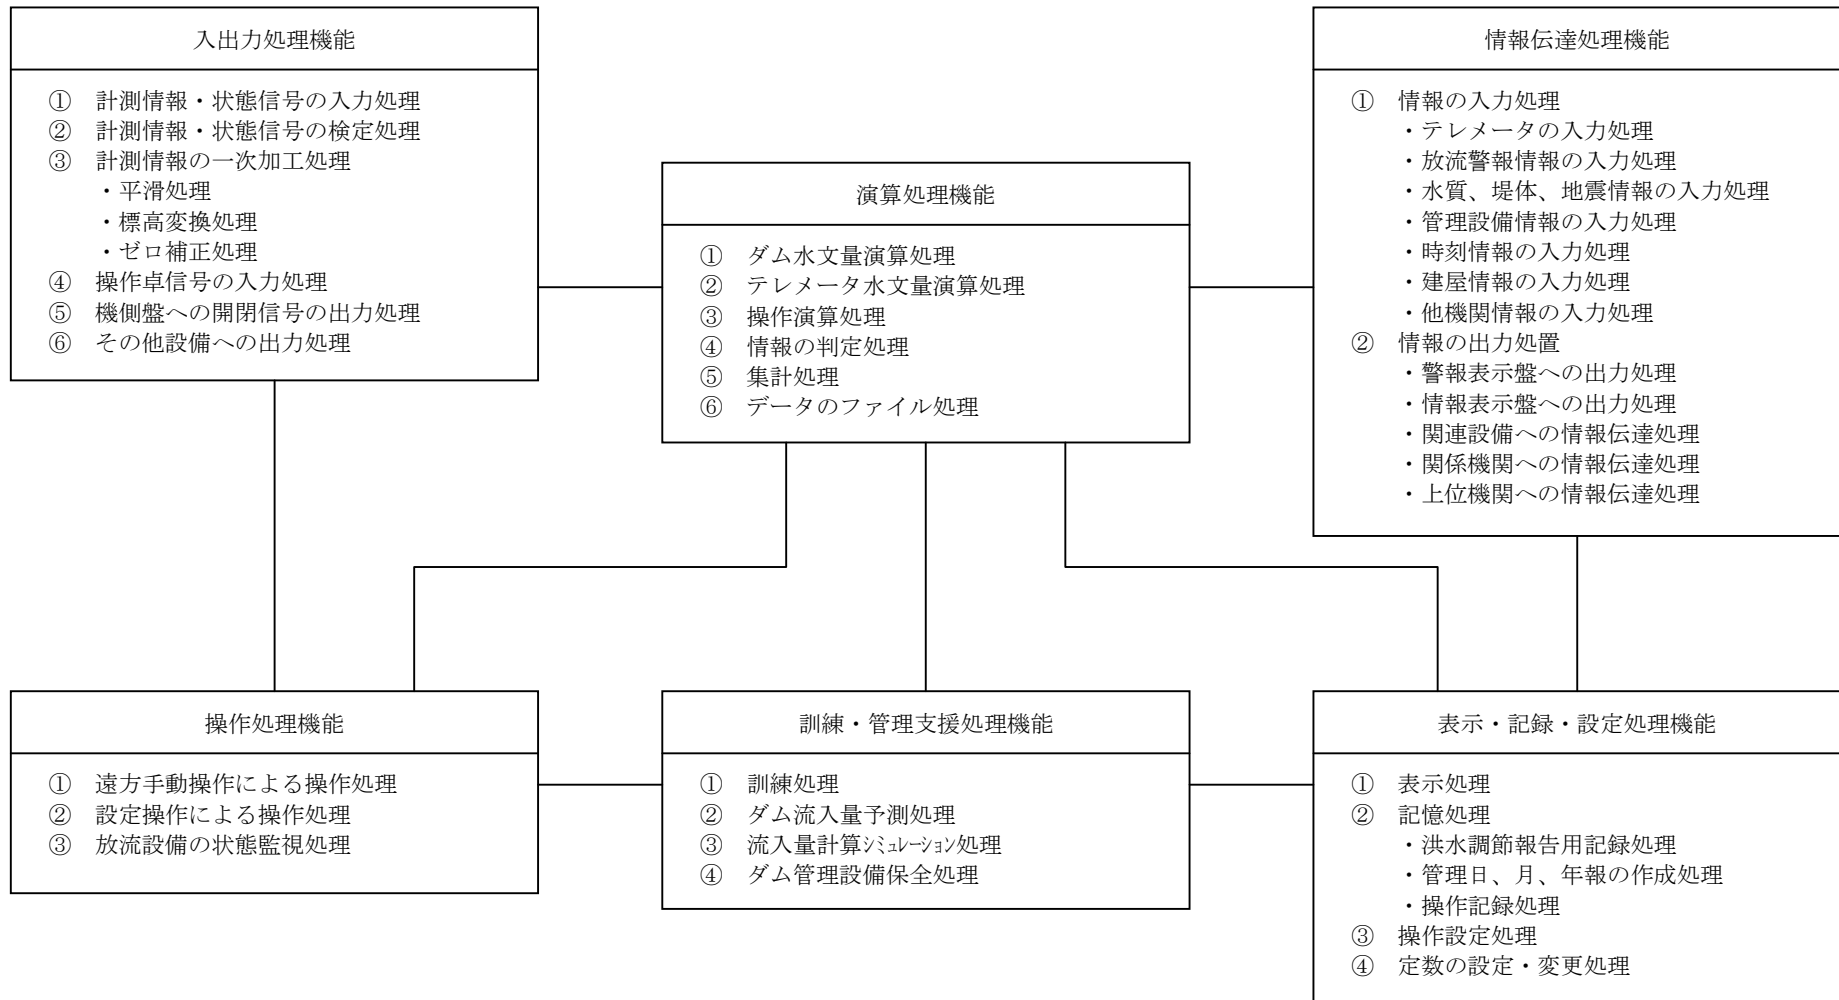 入出力処理機能
① 計測情報・状態信号の入力処理
② 計測情報・状態信号の検定処理
③ 計測情報の一次加工処理
・平滑処理
・標高変換処理
・ゼロ補正処理
④ 操作卓信号の入力処理
⑤ 機側盤への開閉信号の出力処理
⑥ その他設備への出力処理
演算処理機能
① ダム水文量演算処理
② テレメータ水文量演算処理
③ 操作演算処理
④ 情報の判定処理
⑤ 集計処理
⑥ データのファイル処理
情報伝達処理機能
① 情報の入力処理
・テレメータの入力処理
・放流警報情報の入力処理
・水質、堤体、地震情報の入力処理
・管理設備情報の入力処理
・時刻情報の入力処理
・建屋情報の入力処理
・他機関情報の入力処理
② 情報の出力処置
・警報表示盤への出力処理
・情報表示盤への出力処理
・関連設備への情報伝達処理
・関係機関への情報伝達処理
・上位機関への情報伝達処理
操作処理機能
① 遠方手動操作による操作処理
② 設定操作による操作処理
③ 放流設備の状態監視処理
訓練・管理支援処理機能
① 訓練処理
② ダム流入量予測処理
③ 流入量計算ｼﾐｭﾚｰｼｮﾝ処理
④ ダム管理設備保全処理
表示・記録・設定処理機能
① 表示処理
② 記憶処理
・洪水調節報告用記録処理
・管理日、月、年報の作成処理
・操作記録処理
③ 操作設定処理
④ 定数の設定・変更処理